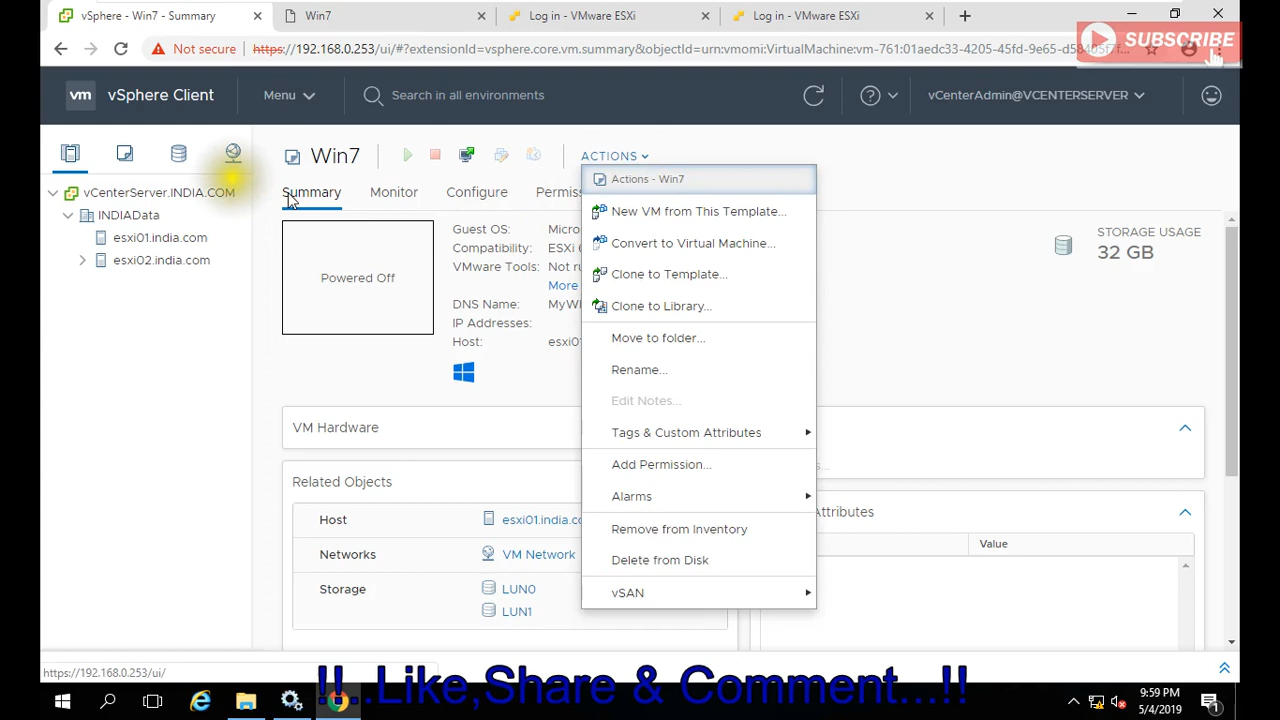 vSphere - Win7 - Summary
Win7
Log in - VMware ESXi
Log in - VMware ESXi
Not secure
https://192.168.0.253/ui/#?extensionId=vsphere.core.vm.summary&objectId=urn:vmomi:VirtualMachine:vm-761:01aedc33-4205-45fd-9e65-d58405f7f...
SUBSCRIBE
vm
vSphere Client
Menu
Search in all environments
vCenterAdmin@VCENTERSERVER
Win7
ACTIONS
vCenterServer.INDIA.COM
INDIAData
esxi01.india.com
esxi02.india.com
Summary
Monitor
Configure
Permiss
Powered Off
Guest OS: Micros
Compatibility: ESXi 6
VMware Tools: Not ru
More
DNS Name: MyWI
IP Addresses:
Host: esxi01
STORAGE USAGE
32 GB
Actions - Win7
New VM from This Template...
Convert to Virtual Machine...
Clone to Template...
Clone to Library...
Move to folder...
Rename...
Edit Notes...
Tags & Custom Attributes
Add Permission...
Alarms
Remove from Inventory
Delete from Disk
vSAN
VM Hardware
Related Objects
Host esxi01.india.co
Networks VM Network
Storage LUN0
LUN1
Attributes
Value
https://192.168.0.253/ui/
!!..Like,Share & Comment...!!
9:59 PM
5/4/2019
1